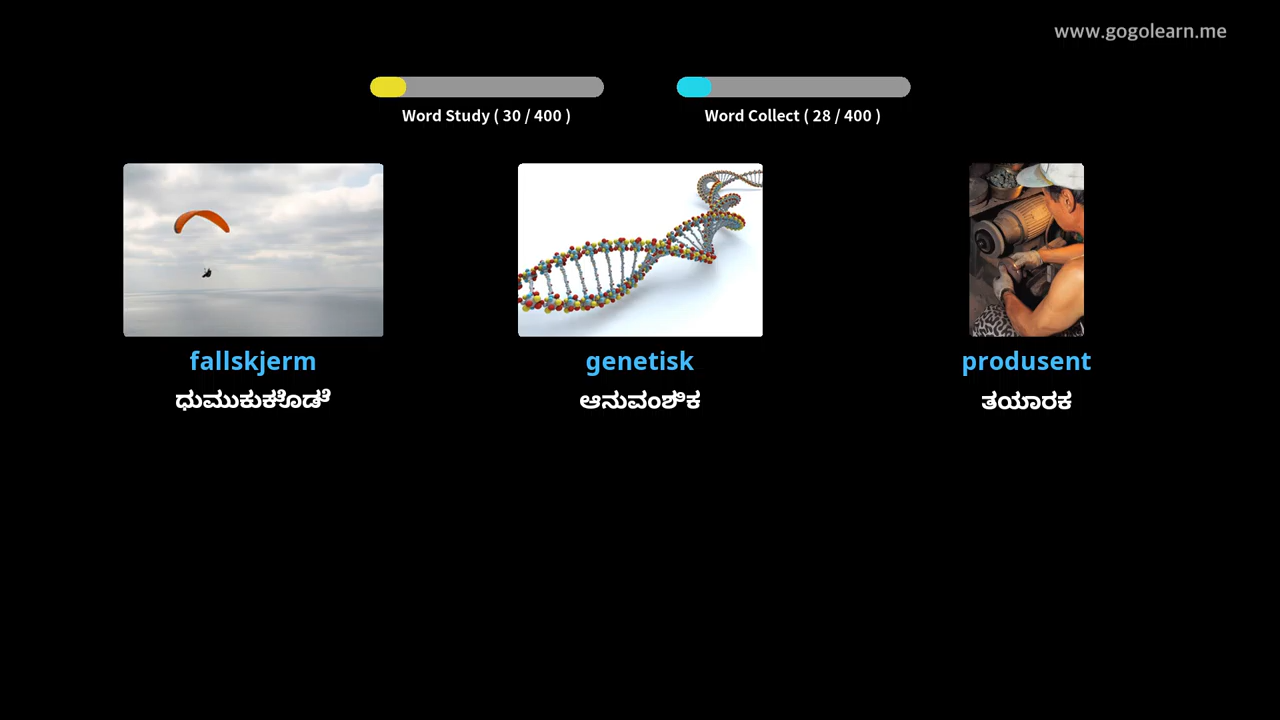 www.gogolearn.me
Word Study ( 30 / 400 )
Word Collect ( 28 / 400 )
fallskjerm
genetisk
produsent
ಧುಮುಕುಕೊಡೆ
ಆನುವಂಶಿಕ
ತಯಾರಕ